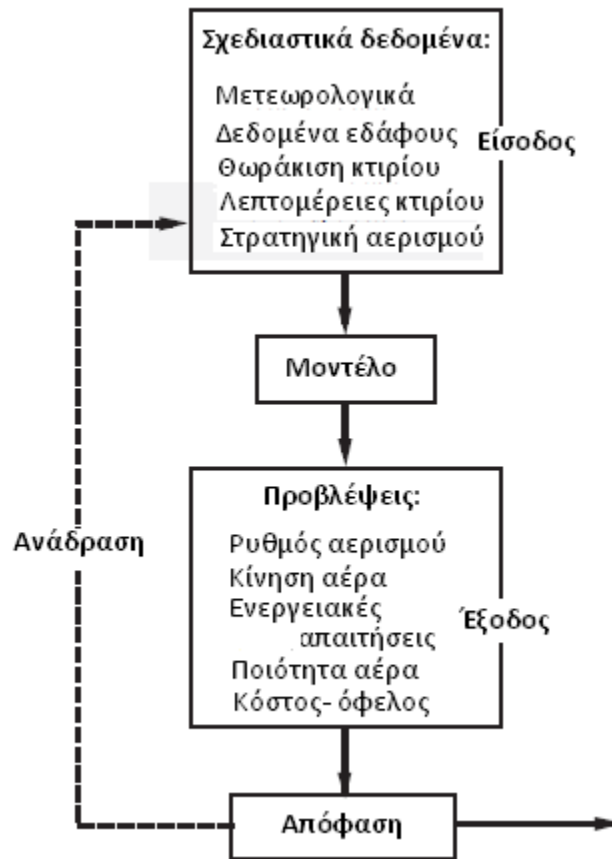 Σχεδιαστικά δεδομένα:
Μετεωρολογικά
Δεδομένα εδάφους
Θωράκιση κτιρίου
Λεπτομέρειες κτιρίου
Στρατηγική αερισμού
Είσοδος
Μοντέλο
Προβλέψεις:
Ρυθμός αερισμού
Κίνηση αέρα
Ενεργειακές
απαιτήσεις
Ποιότητα αέρα
Κόστος- όφελος
Έξοδος
Ανάδραση
Απόφαση